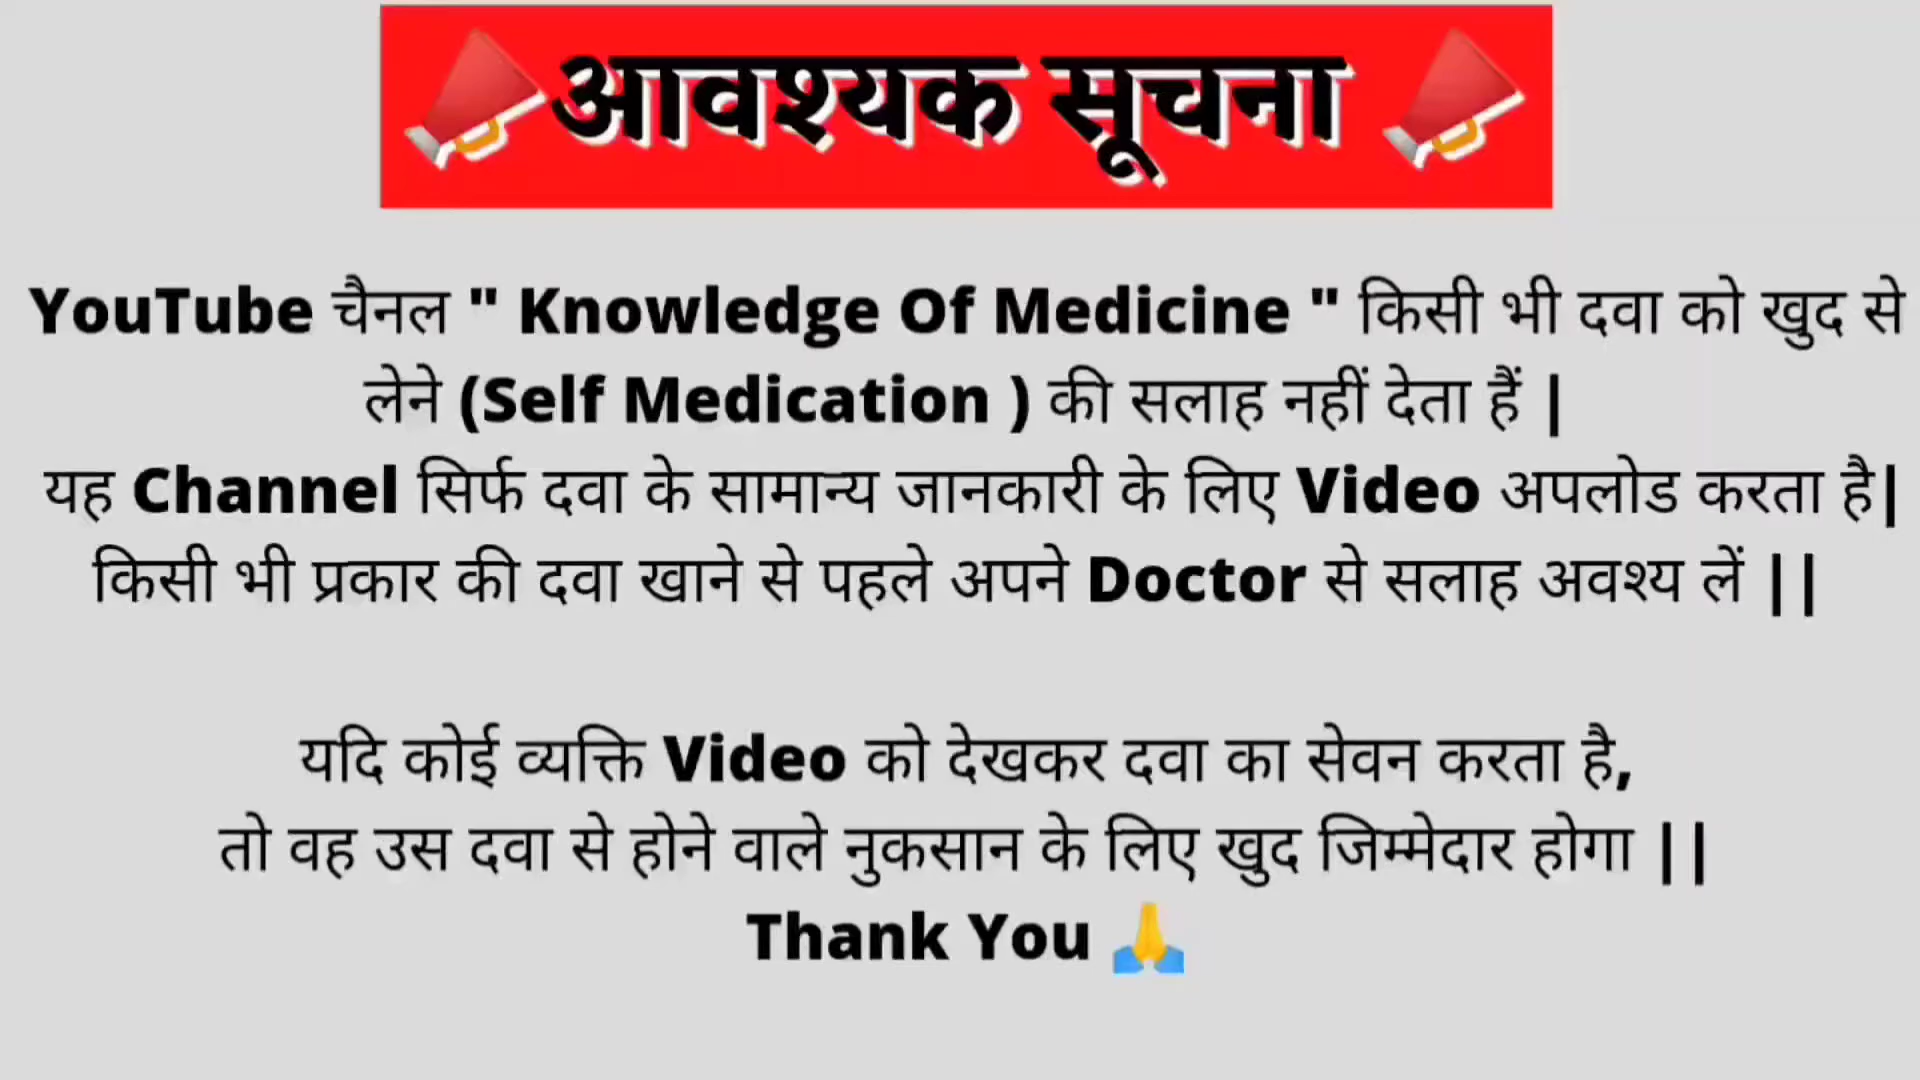 आवश्यक सूचना
YouTube चैनल " Knowledge Of Medicine " किसी भी दवा को खुद से
लेने (Self Medication ) की सलाह नहीं देता हैं |
यह Channel सिर्फ दवा के सामान्य जानकारी के लिए Video अपलोड करता है|
किसी भी प्रकार की दवा खाने से पहले अपने Doctor से सलाह अवश्य लें ||
यदि कोई व्यक्ति Video को देखकर दवा का सेवन करता है,
तो वह उस दवा से होने वाले नुकसान के लिए खुद जिम्मेदार होगा ||
Thank You 🙏